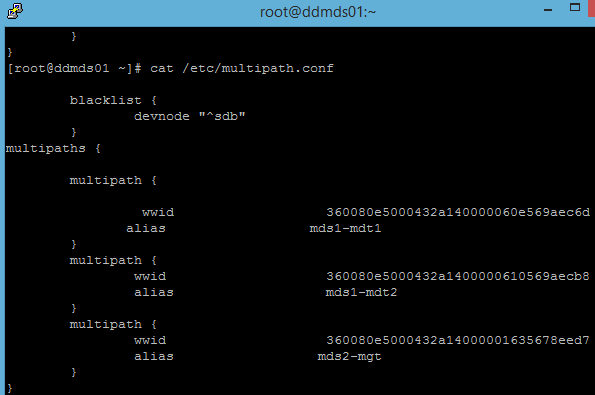 root@ddmds01:~
}
}
[root@ddmds01 ~]# cat /etc/multipath.conf
blacklist {
devnode "^sdb"
}
multipaths {
multipath {
wwid 360080e5000432a140000060e569aec6d
alias mds1-mdt1
}
multipath {
wwid 360080e5000432a1400000610569aecb8
alias mds1-mdt2
}
multipath {
wwid 360080e5000432a14000001635678eed7
alias mds2-mgt
}
}